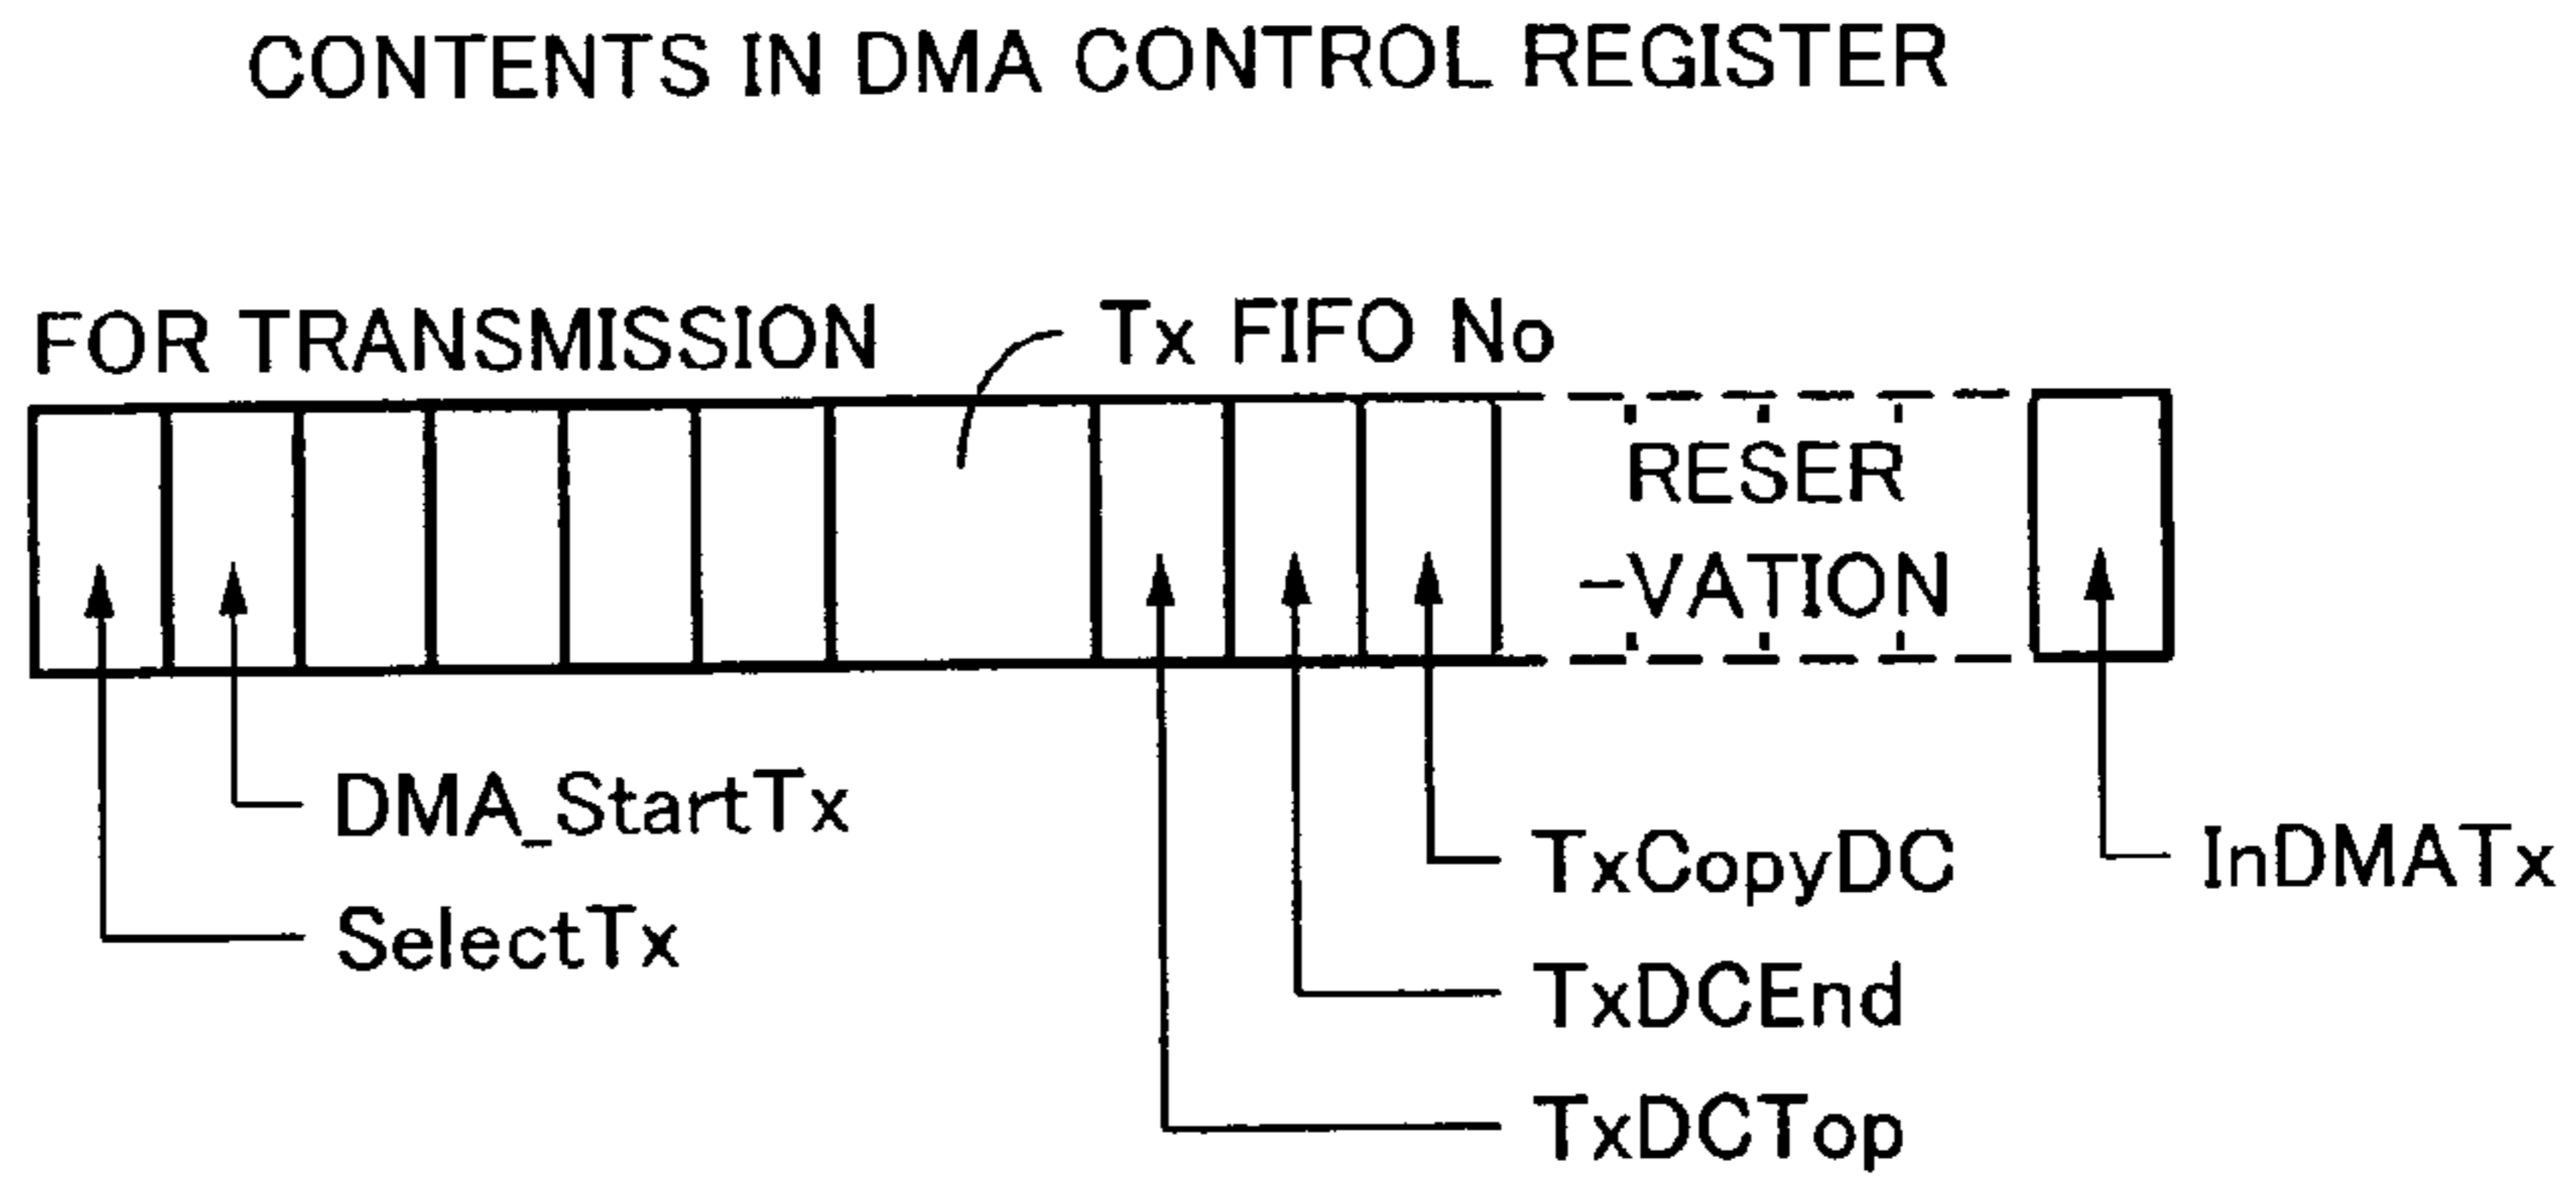 CONTENTS IN DMA CONTROL REGISTER
FOR TRANSMISSION
Tx FIFO No
RESER
-VATION
DMA_StartTx
SelectTx
TxCopyDC
InDMATx
TxDCEnd
TxDCTop